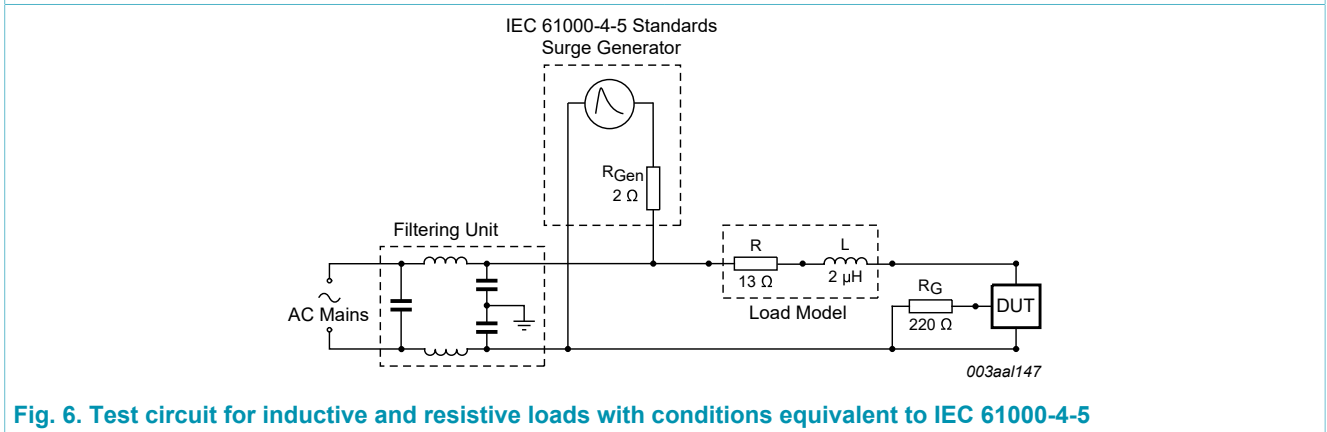 IEC 61000-4-5 Standards
Surge Generator
RGen
2 Ω
Filtering Unit
AC Mains
R
13 Ω
L
2 μH
Load Model
RG
220 Ω
DUT
003aal147
Fig. 6. Test circuit for inductive and resistive loads with conditions equivalent to IEC 61000-4-5